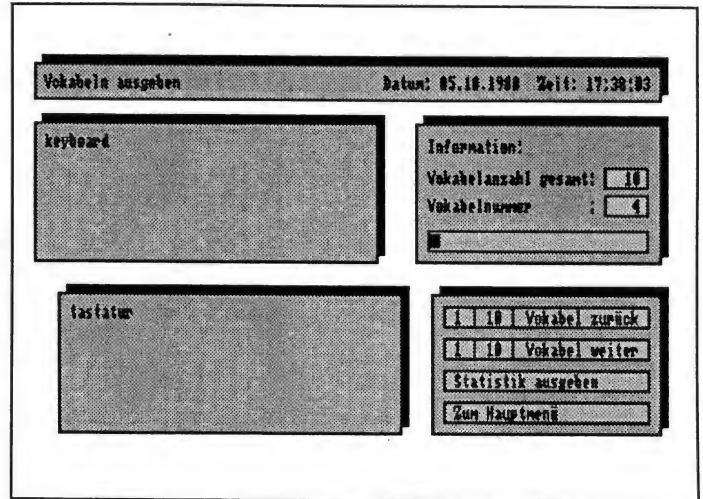 Vokabeln ausgeben Datum: 05.10.1988 Zeit: 17:38:03
keyboard
Information:
Vokabelanzahl gesamt: 10
Vokabelnummer : 4
tastatur
1 10 Vokabel zurück
1 10 Vokabel weiter
Statistik ausgeben
Zum Hauptmenü